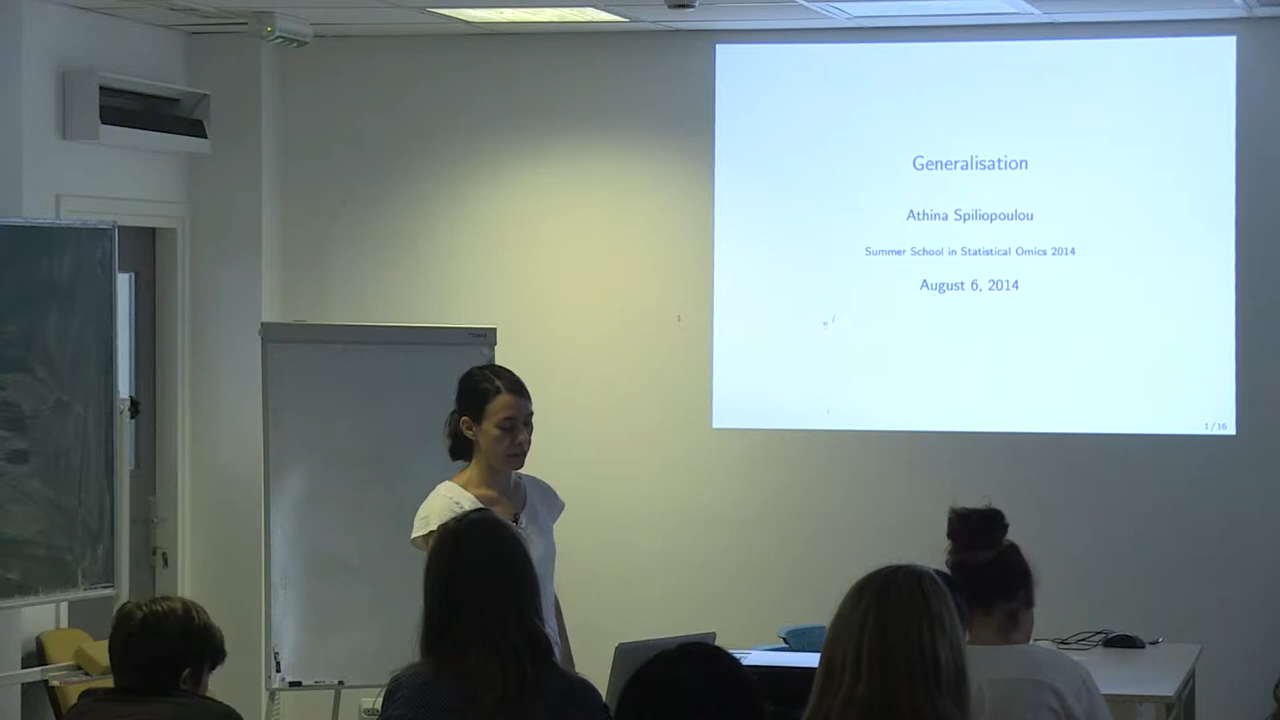 Generalisation
Athina Spiliopoulou
Summer School in Statistical Omics 2014
August 6, 2014
1 / 16